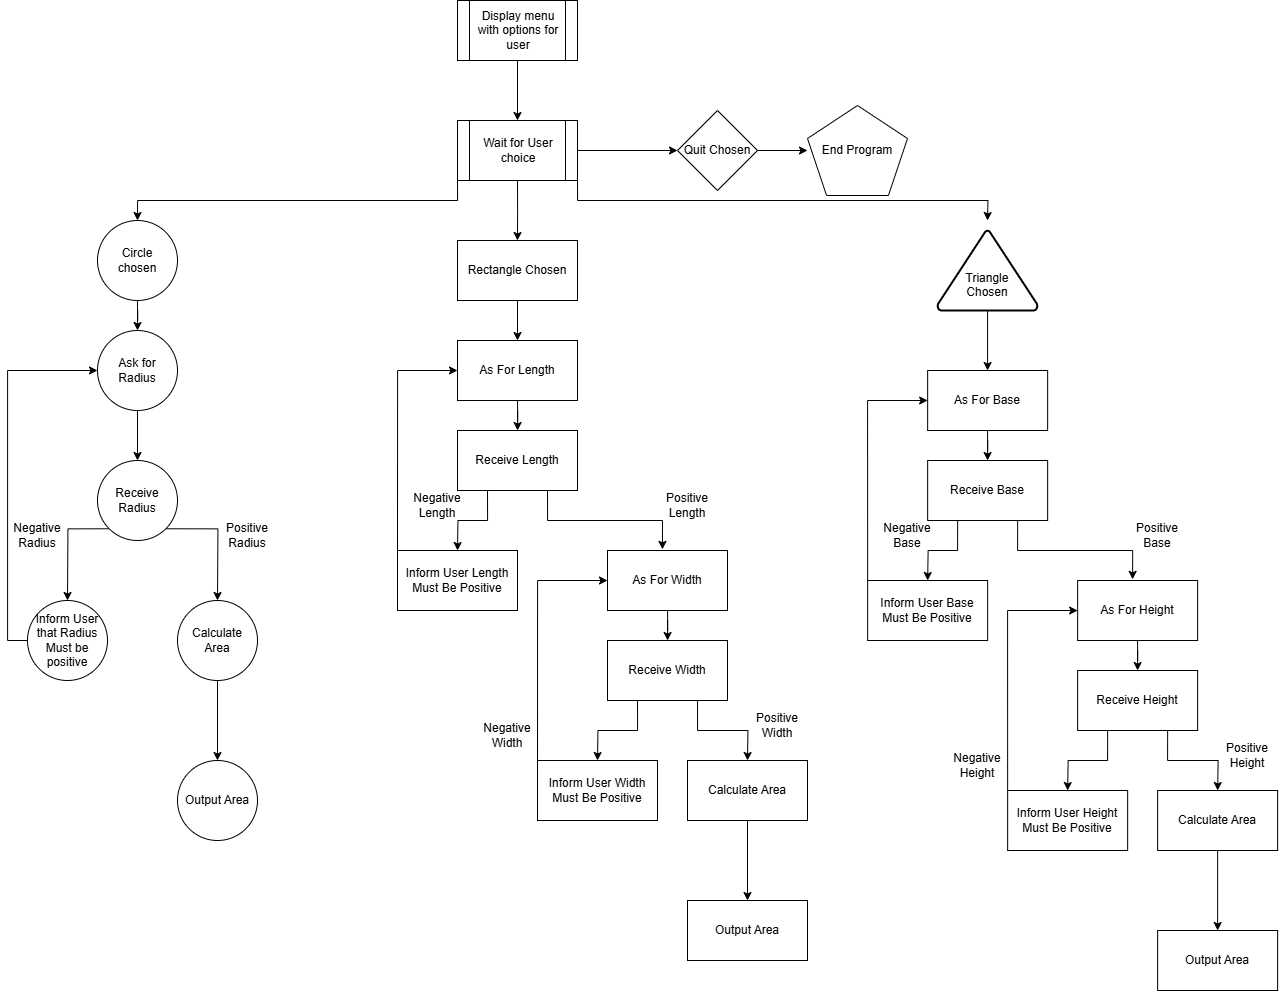 Display menu
with options for
user
Wait for User
choice
Quit Chosen
End Program
Circle
chosen
Ask for
Radius
Receive
Radius
Negative
Radius
Positive
Radius
Inform User
that Radius
Must be
positive
Calculate
Area
Output Area
Rectangle Chosen
As For Length
Receive Length
Negative
Length
Positive
Length
Inform User Length
Must Be Positive
As For Width
Receive Width
Negative
Width
Positive
Width
Inform User Width
Must Be Positive
Calculate Area
Output Area
Triangle
Chosen
As For Base
Receive Base
Negative
Base
Positive
Base
Inform User Base
Must Be Positive
As For Height
Receive Height
Negative
Height
Positive
Height
Inform User Height
Must Be Positive
Calculate Area
Output Area